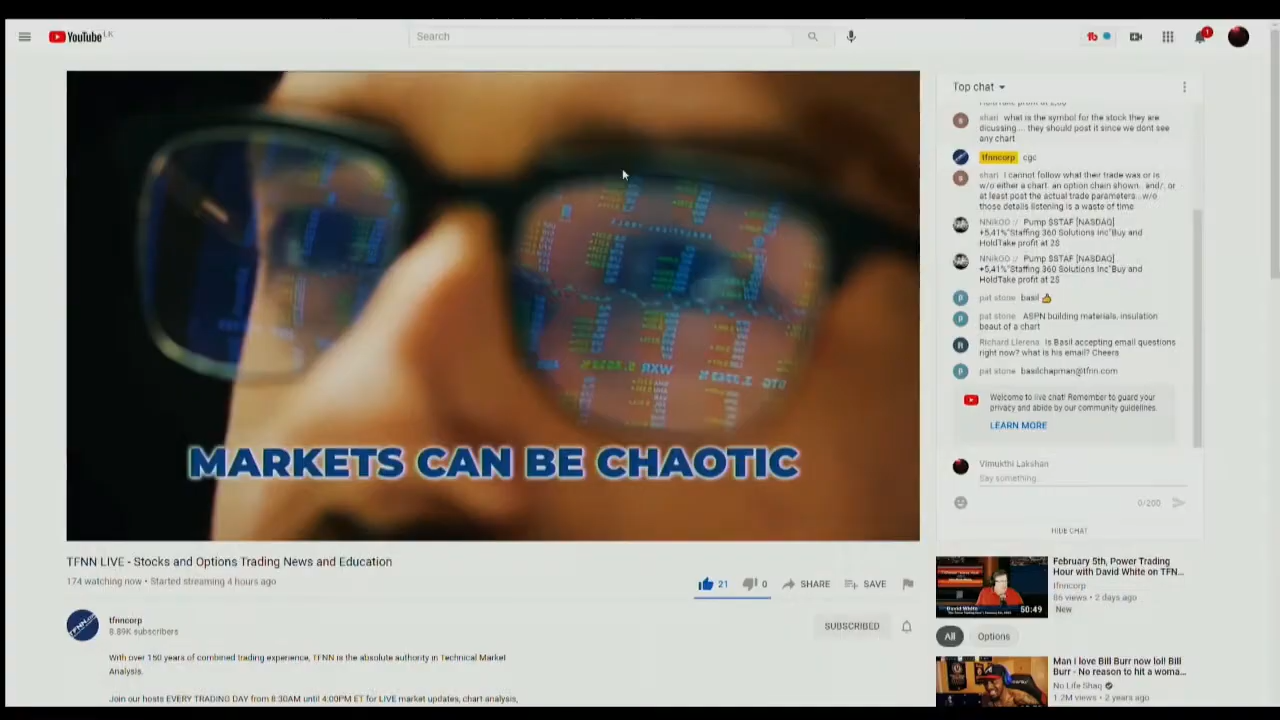 YouTube LK
Search
1
Top chat
shari what is the symbol for the stock they are
dicussing.... they should post it since we dont see
any chart
tfnncorp cgc
shari I cannot follow what their trade was or is
w/o either a chart. an option chain shown. and/. or
at least post the actual trade parameters...w/o
those details listening is a waste of time
NNikOO :/ Pump $STAF [NASDAQ]
+5,41%"Staffing 360 Solutions Inc"Buy and
HoldTake profit at 2$
NNikOO :/ Pump $STAF [NASDAQ]
+5,41%"Staffing 360 Solutions Inc"Buy and
HoldTake profit at 2$
pat stone basil 👍
pat stone ASPN building materials, insulation
beaut of a chart
Richard Llerena Is Basil accepting email questions
right now? what is his email? Cheers
pat stone basilchapman@tfnn.com
Welcome to live chat! Remember to guard your
privacy and abide by our community guidelines.
LEARN MORE
Vimukthi Lakshan
Say something...
0/200
HIDE CHAT
MARKETS CAN BE CHAOTIC
TFNN LIVE - Stocks and Options Trading News and Education
174 watching now • Started streaming 4 hours ago
21 0 SHARE SAVE
tfnncorp
8.89K subscribers
SUBSCRIBED
With over 150 years of combined trading experience, TFNN is the absolute authority in Technical Market
Analysis.
Join our hosts EVERY TRADING DAY from 8:30AM until 4:00PM ET for LIVE market updates, chart analysis,
February 5th, Power Trading
Hour with David White on TFN...
tfnncorp
86 views • 2 days ago
New
David White
50:49
All Options
Man i love Bill Burr now lol! Bill
Burr - No reason to hit a woma...
No Life Shaq
1.2M views • 2 years ago